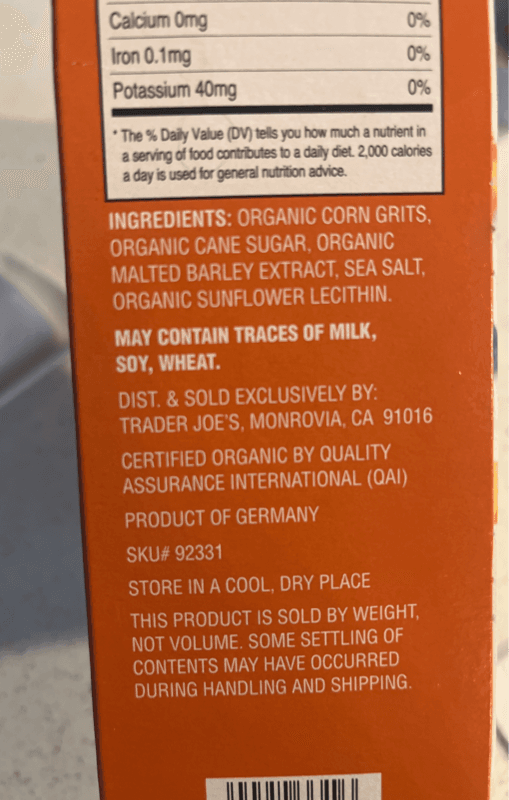 Calcium 0mg 0%
Iron 0.1mg 0%
Potassium 40mg 0%
* The % Daily Value (DV) tells you how much a nutrient in
a serving of food contributes to a daily diet. 2,000 calories
a day is used for general nutrition advice.
INGREDIENTS: ORGANIC CORN GRITS,
ORGANIC CANE SUGAR, ORGANIC
MALTED BARLEY EXTRACT, SEA SALT,
ORGANIC SUNFLOWER LECITHIN.
MAY CONTAIN TRACES OF MILK,
SOY, WHEAT.
DIST. & SOLD EXCLUSIVELY BY:
TRADER JOE'S, MONROVIA, CA 91016
CERTIFIED ORGANIC BY QUALITY
ASSURANCE INTERNATIONAL (QAI)
PRODUCT OF GERMANY
SKU# 92331
STORE IN A COOL, DRY PLACE
THIS PRODUCT IS SOLD BY WEIGHT,
NOT VOLUME. SOME SETTLING OF
CONTENTS MAY HAVE OCCURRED
DURING HANDLING AND SHIPPING.